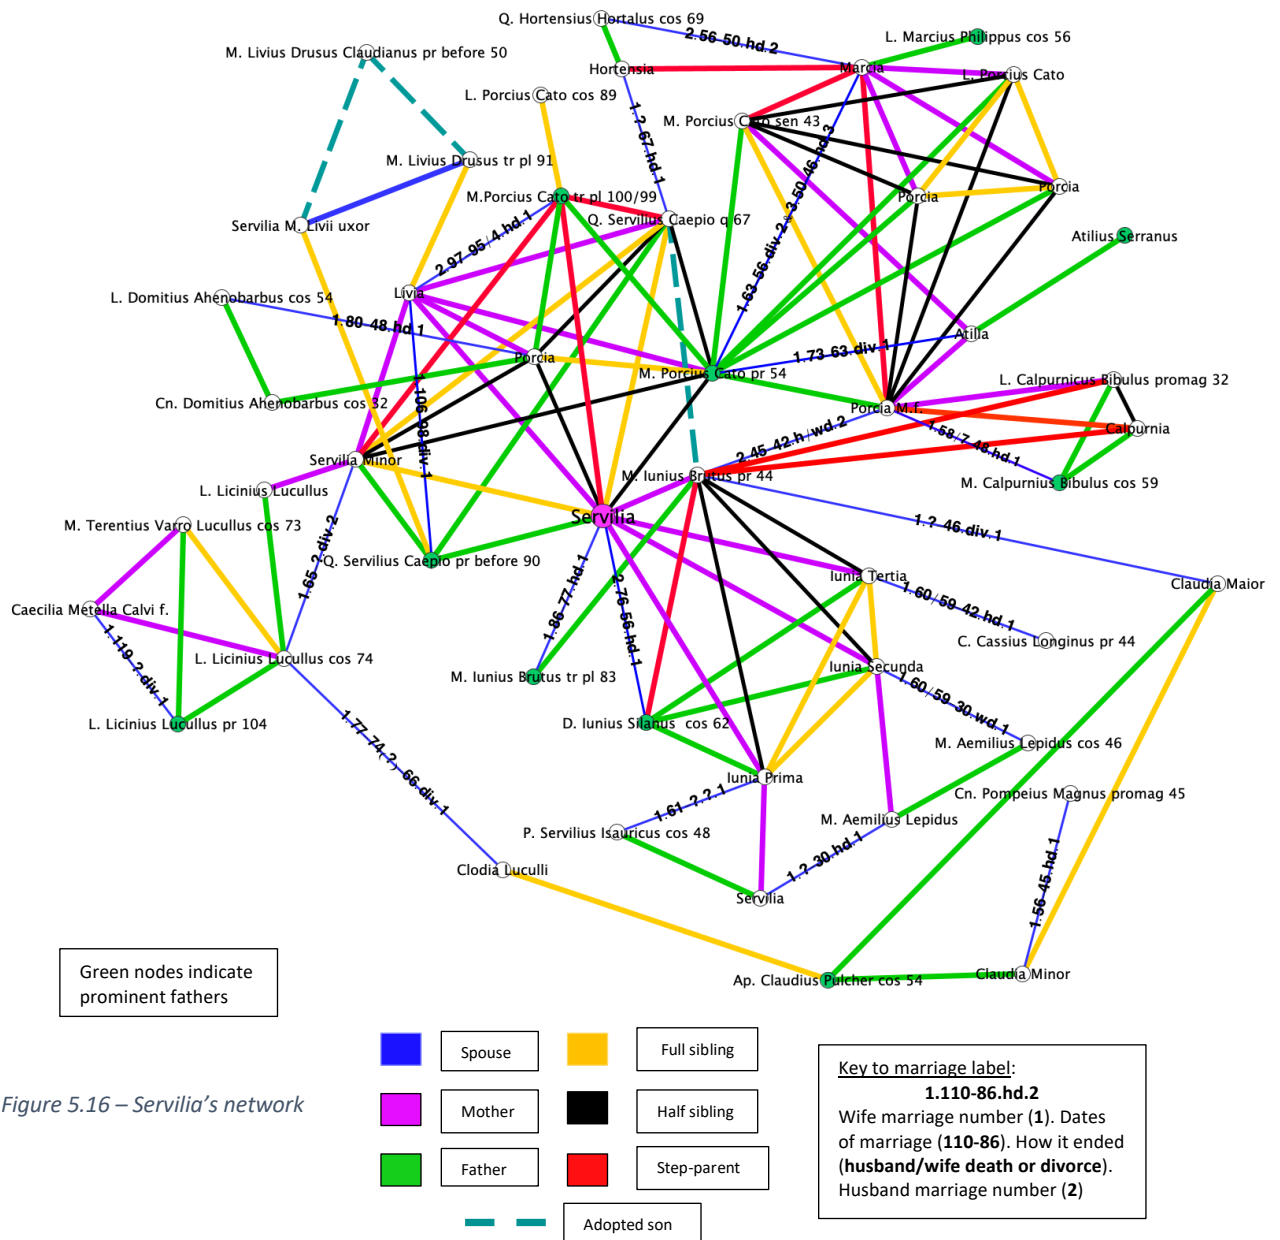 Q. Hortensius Hortalus cos 69
2.56-50.hd.2
L. Marcius Philippus cos 56
M. Livius Drusus Claudianus pr before 50
Hortensia
Marcia
L. Porcius Cato
L. Porcius Cato cos 89
1.?-67.hd.1
M. Porcius Cato sen 43
1.63-56.div.2 & 3.50-46.hd.3
M. Livius Drusus tr pl 91
M.Porcius Cato tr pl 100/99
Porcia
Porcia
Servilia M. Livii uxor
Q. Servilius Caepio q 67
Atilius Serranus
2.97-95/4.hd.1
Livia
L. Domitius Ahenobarbus cos 54
1.80-48.hd.1
Atilia
1.73-63.div.1
Porcia
M. Porcius Cato pr 54
L. Calpurnicus Bibulus promag 32
Cn. Domitius Ahenobarbus cos 32
1.106-98.div.1
Porcia M.f.
1.58/7-48.hd.1
Calpurnia
2.45-42.h/wd.2
Servilia Minor
M. Iunius Brutus pr 44
M. Calpurnius Bibulus cos 59
L. Licinius Lucullus
Servilia
M. Terentius Varro Lucullus cos 73
1.65-?.div.2
1.?-46.div.1
Q. Servilius Caepio pr before 90
Iunia Tertia
Claudia Maior
1.86-77.hd.1
2.76-56.hd.1
1.60/59-42.hd.1
Caecilia Metella Calvi f.
1.119-?.div.1
C. Cassius Longinus pr 44
L. Licinius Lucullus cos 74
M. Iunius Brutus tr pl 83
Iunia Secunda
1.60/59-30.wd.1
L. Licinius Lucullus pr 104
1.77-74(?)-66.div.1
D. Iunius Silanus cos 62
M. Aemilius Lepidus cos 46
Iunia Prima
Cn. Pompeius Magnus promag 45
1.61-?.?.1
P. Servilius Isauricus cos 48
M. Aemilius Lepidus
1.?-30.hd.1
Clodia Luculli
Servilia
1.56-45.hd.1
Ap. Claudius Pulcher cos 54
Claudia Minor
Green nodes indicate
prominent fathers
Spouse
Full sibling
Mother
Half sibling
Father
Step-parent
Adopted son
Key to marriage label:
1.110-86.hd.2
Wife marriage number (1). Dates
of marriage (110-86). How it ended
(husband/wife death or divorce).
Husband marriage number (2)
Figure 5.16 – Servilia's network